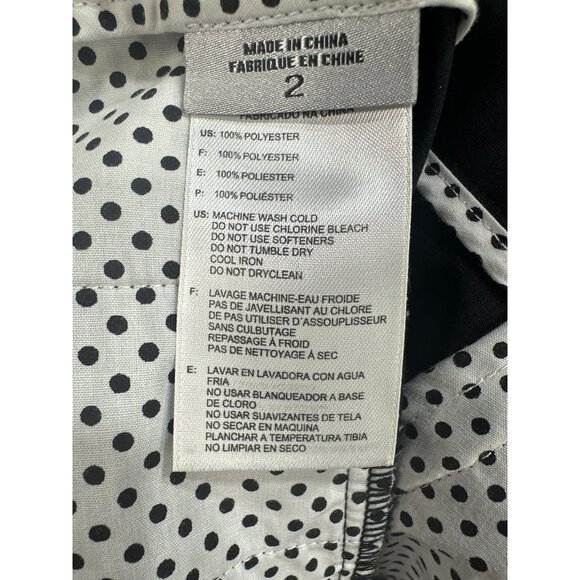 MADE IN CHINA
FABRIQUE EN CHINE
2
FABRICADO NA CHINA
US: 100% POLYESTER
F: 100% POLYESTER
E: 100% POLIESTER
P: 100% POLIÉSTER
US: MACHINE WASH COLD
DO NOT USE CHLORINE BLEACH
DO NOT USE SOFTENERS
DO NOT TUMBLE DRY
COOL IRON
DO NOT DRYCLEAN
F: LAVAGE MACHINE-EAU FROIDE
PAS DE JAVELLISANT AU CHLORE
DE PAS UTILISER D'ASSOUPLISSEUR
SANS CULBUTAGE
REPASSAGE À FROID
PAS DE NETTOYAGE À SEC
E: LAVAR EN LAVADORA CON AGUA
FRIA
NO USAR BLANQUEADOR A BASE
DE CLORO
NO USAR SUAVIZANTES DE TELA
NO SECAR EN MAQUINA
PLANCHAR A TEMPERATURA TIBIA
NO LIMPIAR EN SECO